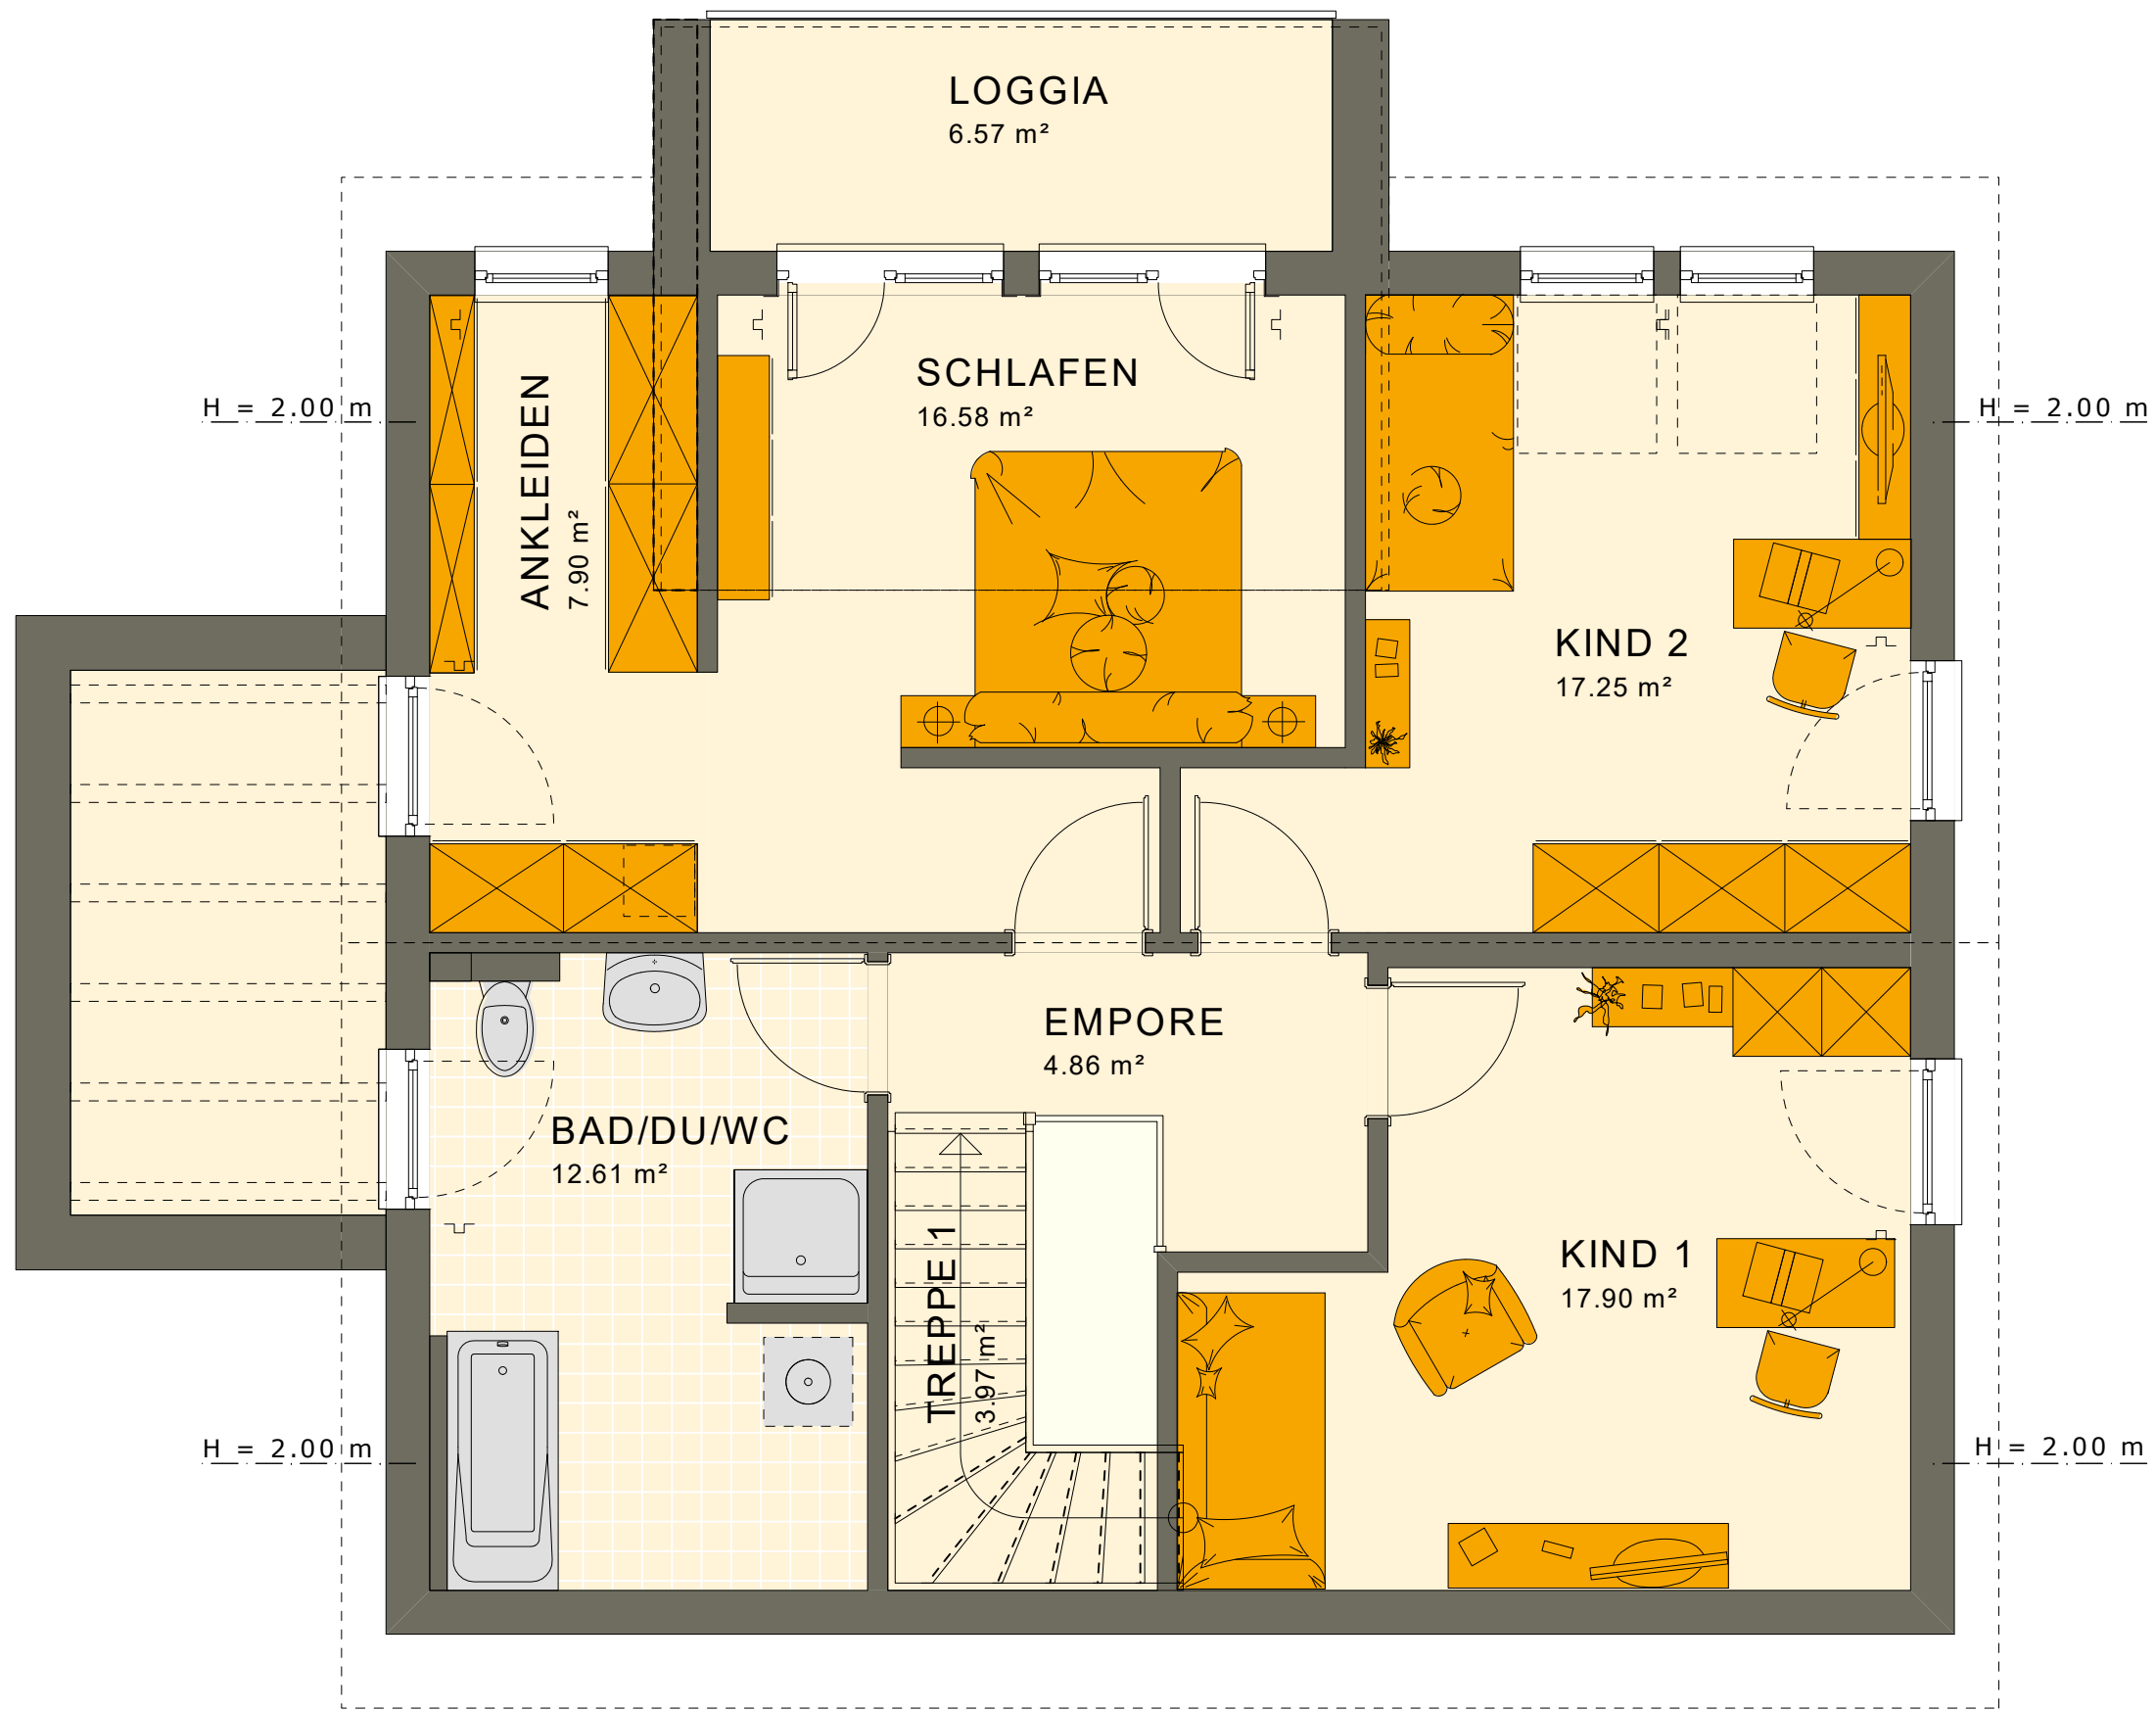 LOGGIA
6.57 m²
SCHLAFEN
16.58 m²
H = 2.00 m
H = 2.00 m
ANKLEIDEN
7.90 m²
KIND 2
17.25 m²
EMPORE
4.86 m²
BAD/DU/WC
12.61 m²
TREPPE 1
3.97 m²
KIND 1
17.90 m²
H = 2.00 m
H = 2.00 m